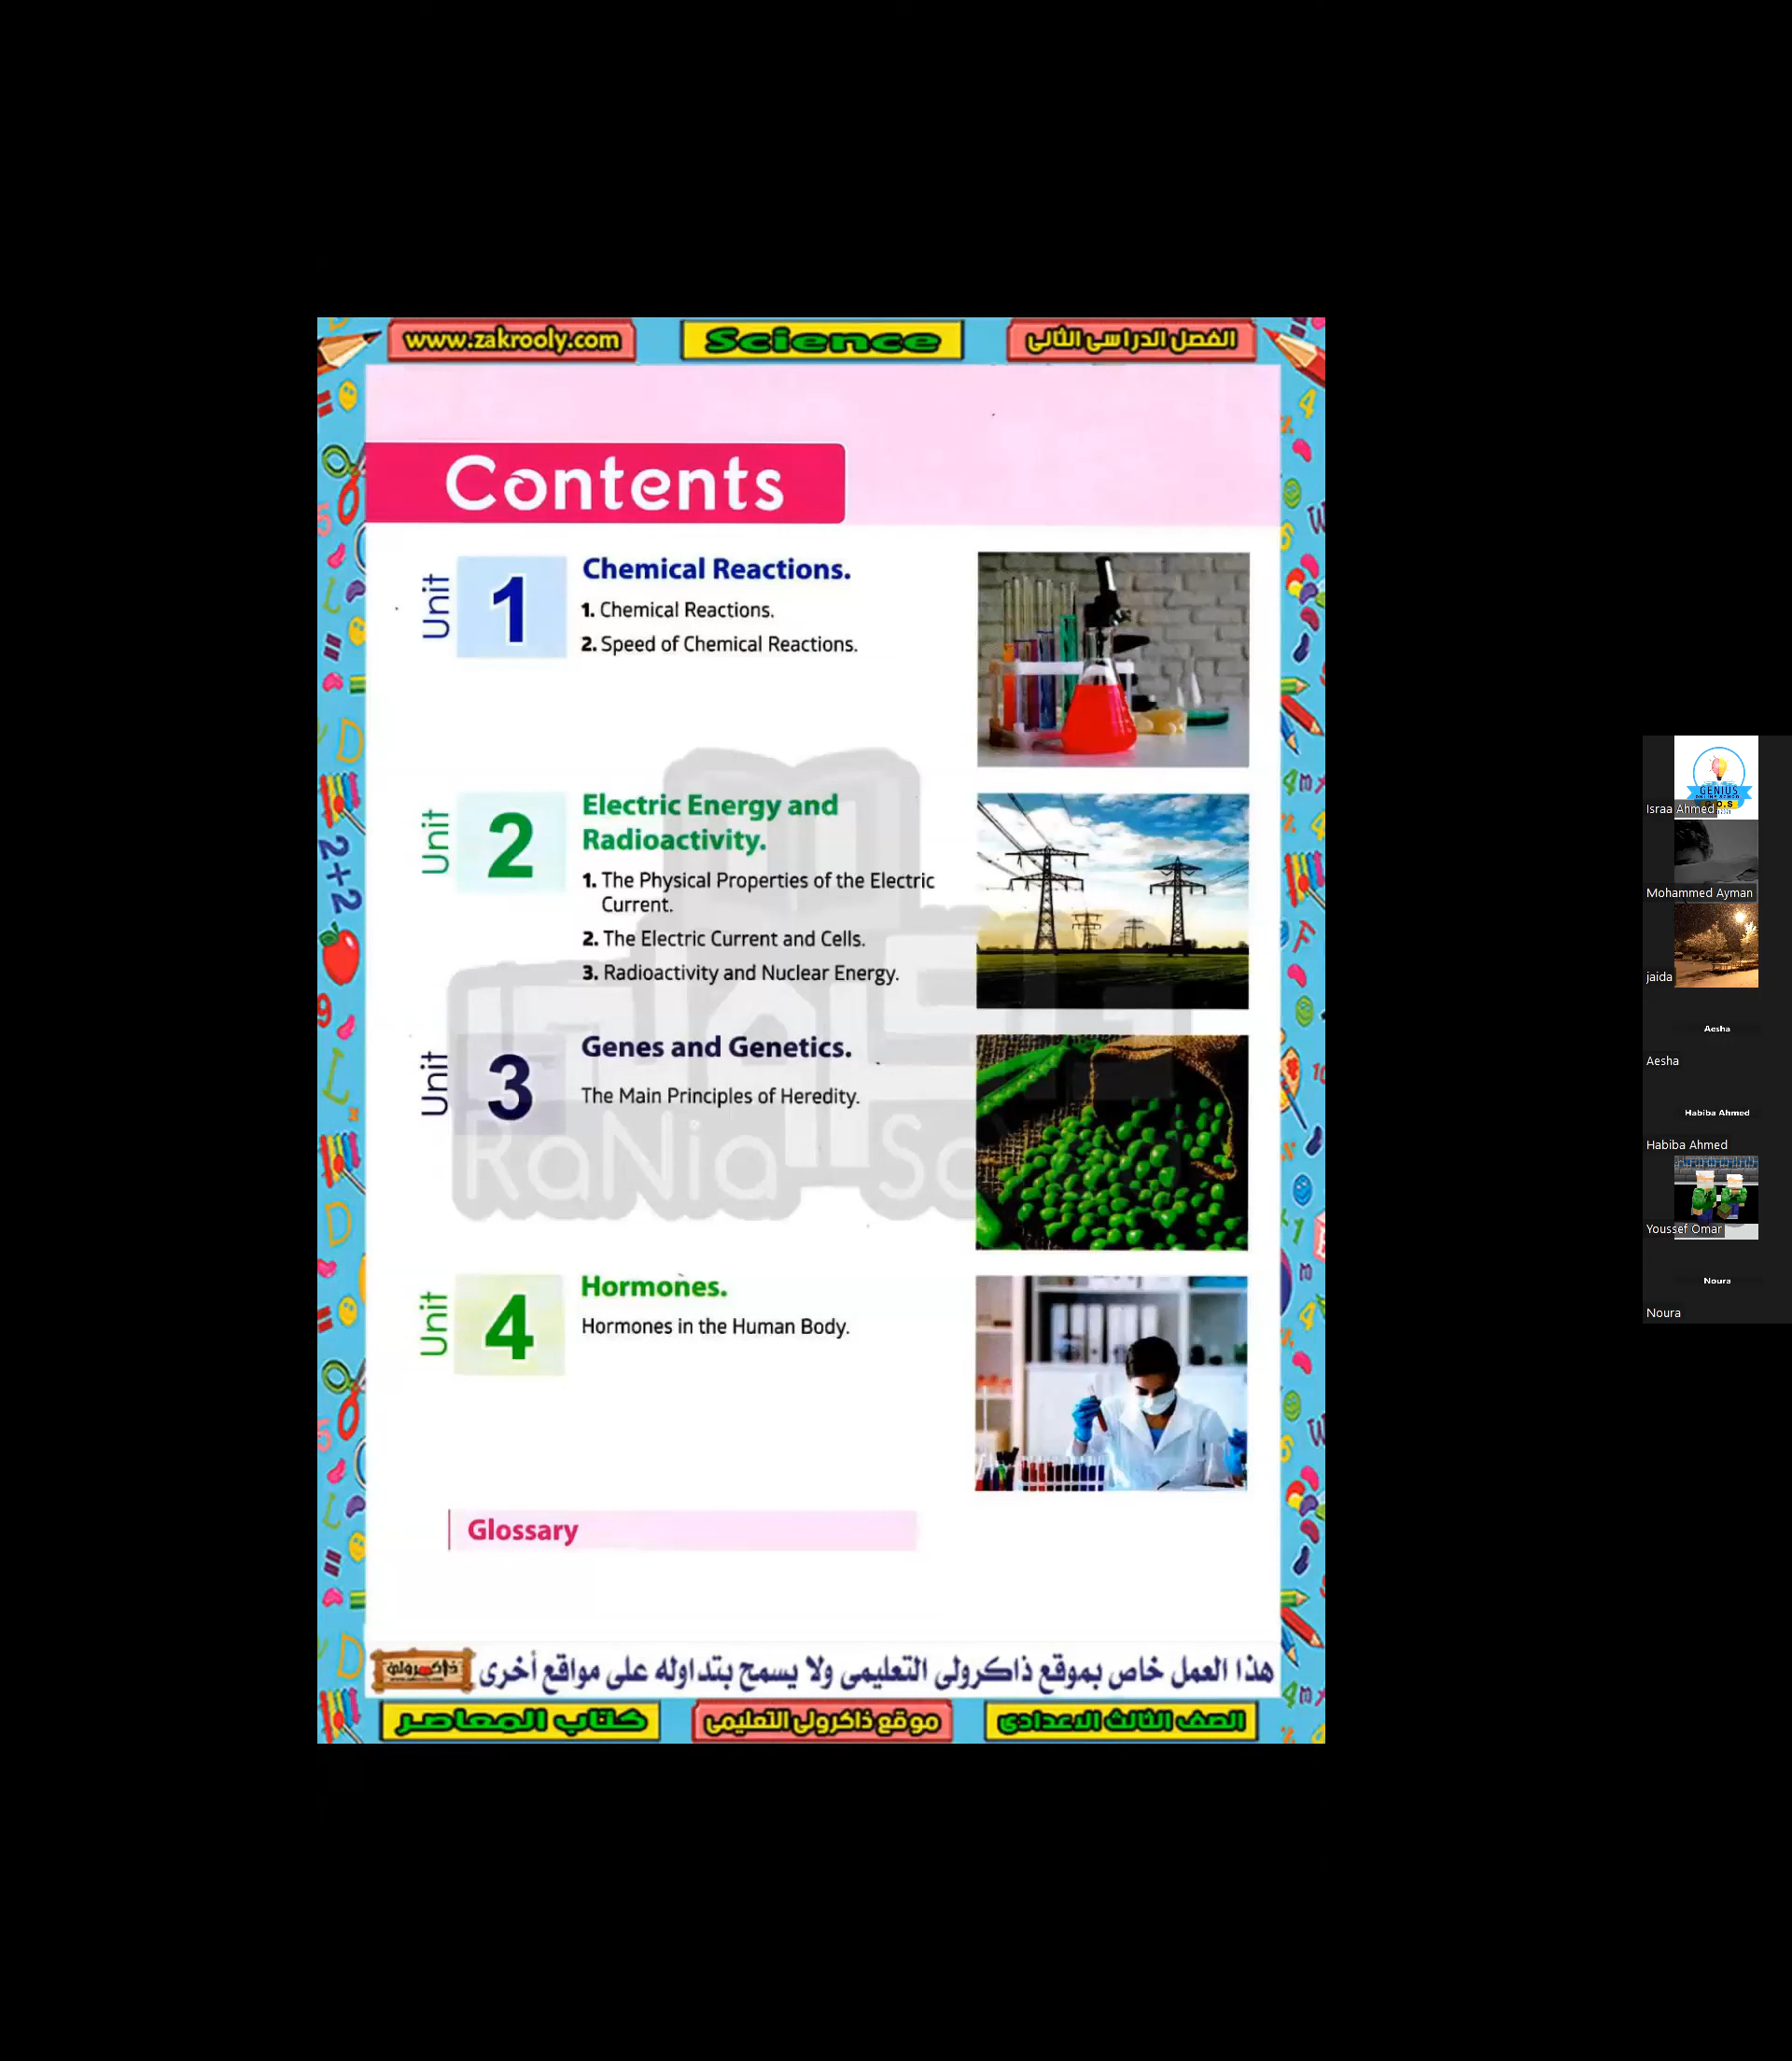 www.zakrooly.com
Science
الفصل الدراسى الثانى
Contents
Unit
1
Chemical Reactions.
1. Chemical Reactions.
2. Speed of Chemical Reactions.
Unit
2
Electric Energy and
Radioactivity.
1. The Physical Properties of the Electric
Current.
2. The Electric Current and Cells.
3. Radioactivity and Nuclear Energy.
Unit
3
Genes and Genetics.
The Main Principles of Heredity.
RaNia
Unit
4
Hormones.
Hormones in the Human Body.
Glossary
هذا العمل خاص بموقع ذاكرولى التعليمى ولا يسمح بتداوله على مواقع أخرى
ذاكرولى
كتاب المعاصر
موقع ذاكرولى التعليمى
الصف الثالث الاعدادى
GENIUS
Israa Ahmed
Mohammed Ayman
jaida
Aesha
Aesha
Habiba Ahmed
Habiba Ahmed
Youssef Omar
Noura
Noura